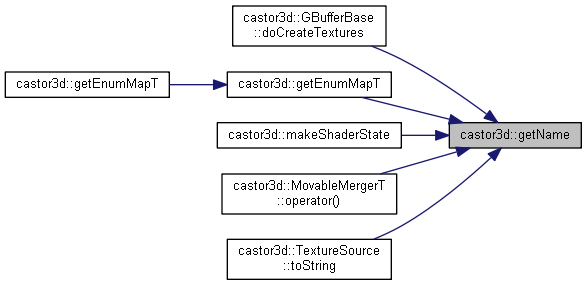 castor3d::GBufferBase
::doCreateTextures
castor3d::getEnumMapT
castor3d::getEnumMapT
castor3d::makeShaderState
castor3d::getName
castor3d::MovableMergerT
::operator()
castor3d::TextureSource
::toString